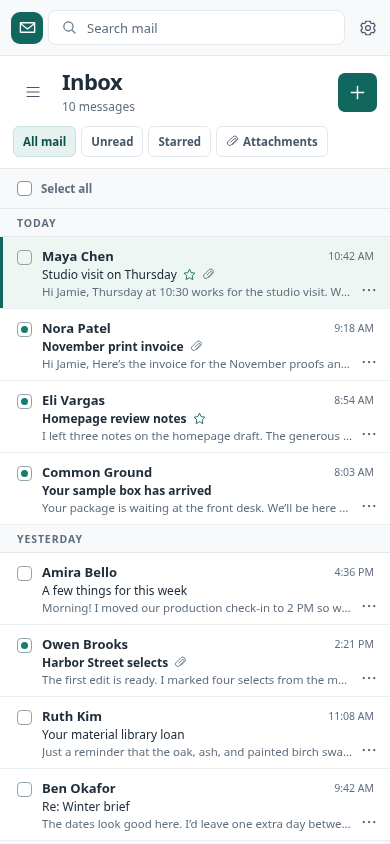 Search mail
Inbox
10 messages
All mail
Unread
Starred
Attachments
Select all
TODAY
Maya Chen
10:42 AM
Studio visit on Thursday
Hi Jamie, Thursday at 10:30 works for the studio visit. W...
Nora Patel
9:18 AM
November print invoice
Hi Jamie, Here’s the invoice for the November proofs an...
Eli Vargas
8:54 AM
Homepage review notes
I left three notes on the homepage draft. The generous ...
Common Ground
8:03 AM
Your sample box has arrived
Your package is waiting at the front desk. We’ll be here ...
YESTERDAY
Amira Bello
4:36 PM
A few things for this week
Morning! I moved our production check-in to 2 PM so w...
Owen Brooks
2:21 PM
Harbor Street selects
The first edit is ready. I marked four selects from the m...
Ruth Kim
11:08 AM
Your material library loan
Just a reminder that the oak, ash, and painted birch swa...
Ben Okafor
9:42 AM
Re: Winter brief
The dates look good here. I’d leave one extra day betwe...